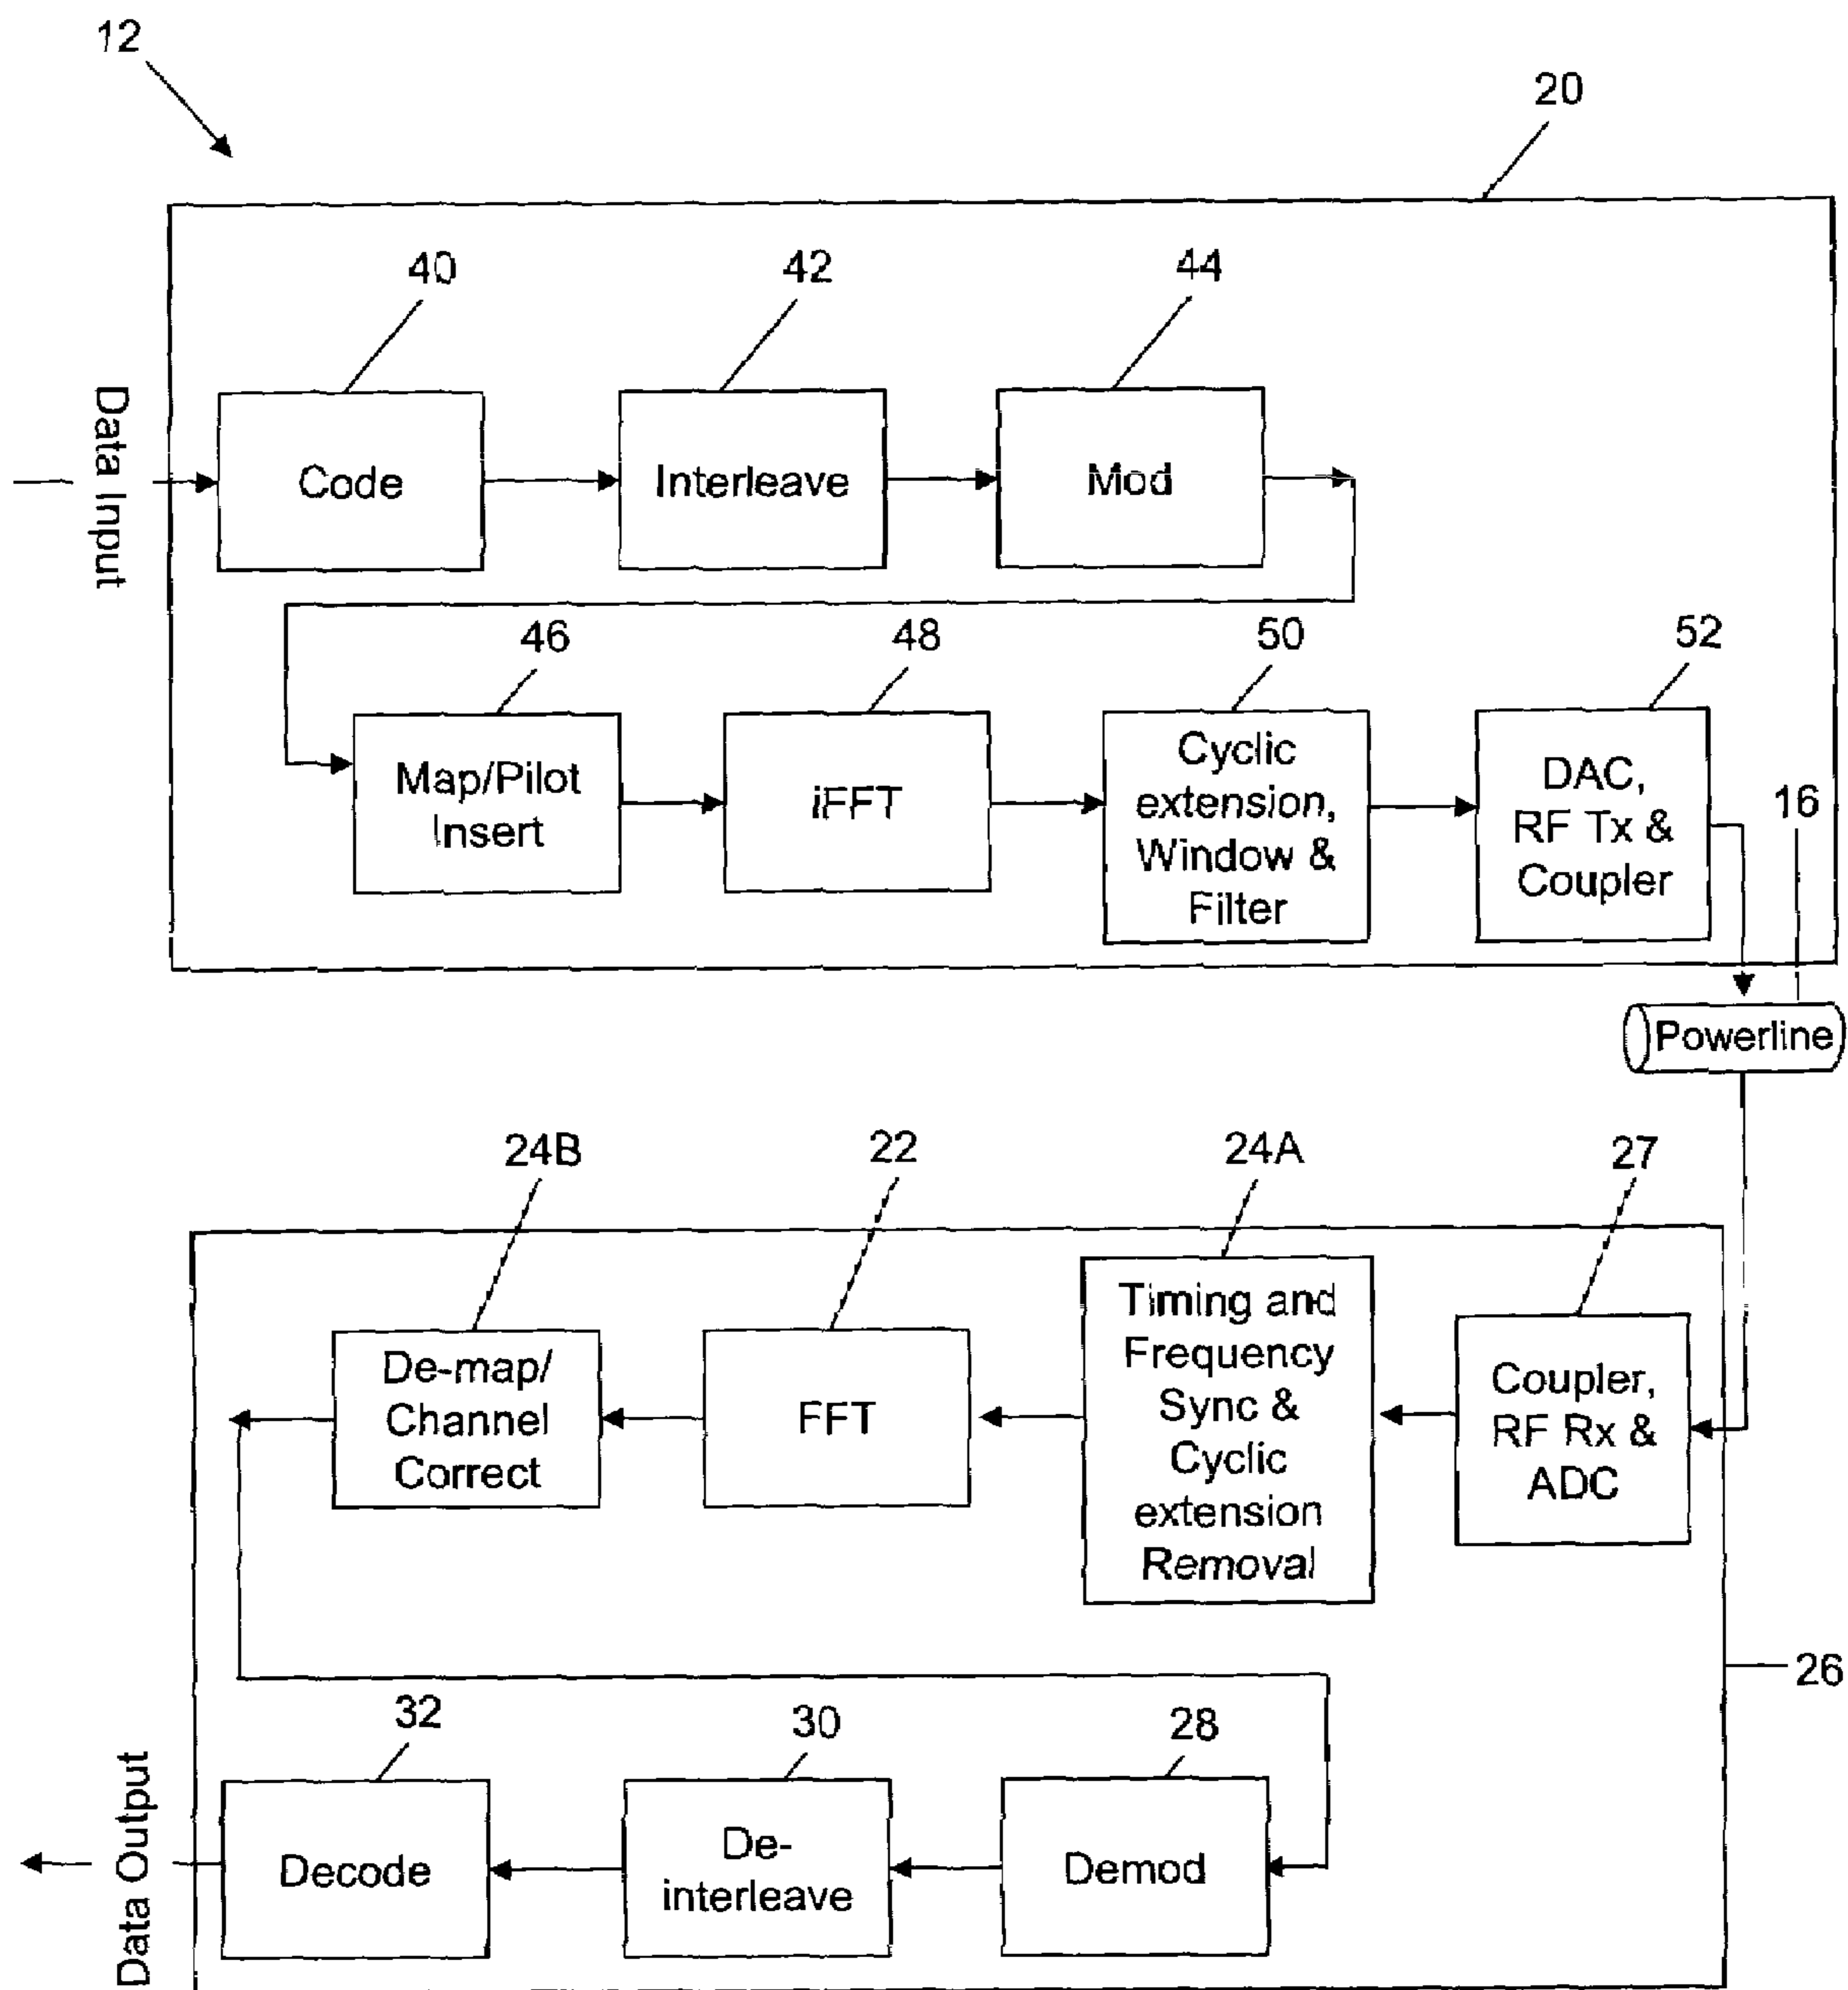 12
20
40
42
44
Data Input
Code
Interleave
Mod
46
48
50
52
Map/Pilot
Insert
iFFT
Cyclic
extension,
Window &
Filter
DAC,
RF Tx &
Coupler
16
Powerline
24B
22
24A
27
De-map/
Channel
Correct
FFT
Timing and
Frequency
Sync &
Cyclic
extension
Removal
Coupler,
RF Rx &
ADC
26
32
30
28
Data Output
Decode
De-
interleave
Demod